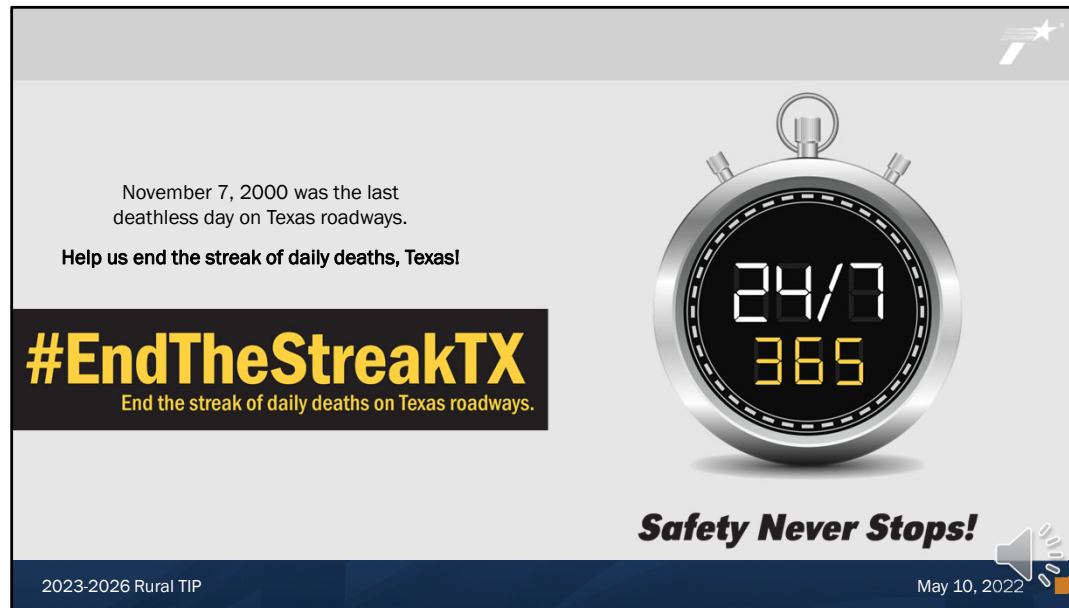 November 7, 2000 was the last
deathless day on Texas roadways.
Help us end the streak of daily deaths, Texas!
#EndTheStreakTX
End the streak of daily deaths on Texas roadways.
24/7
365
Safety Never Stops!
2023-2026 Rural TIP
May 10, 2022